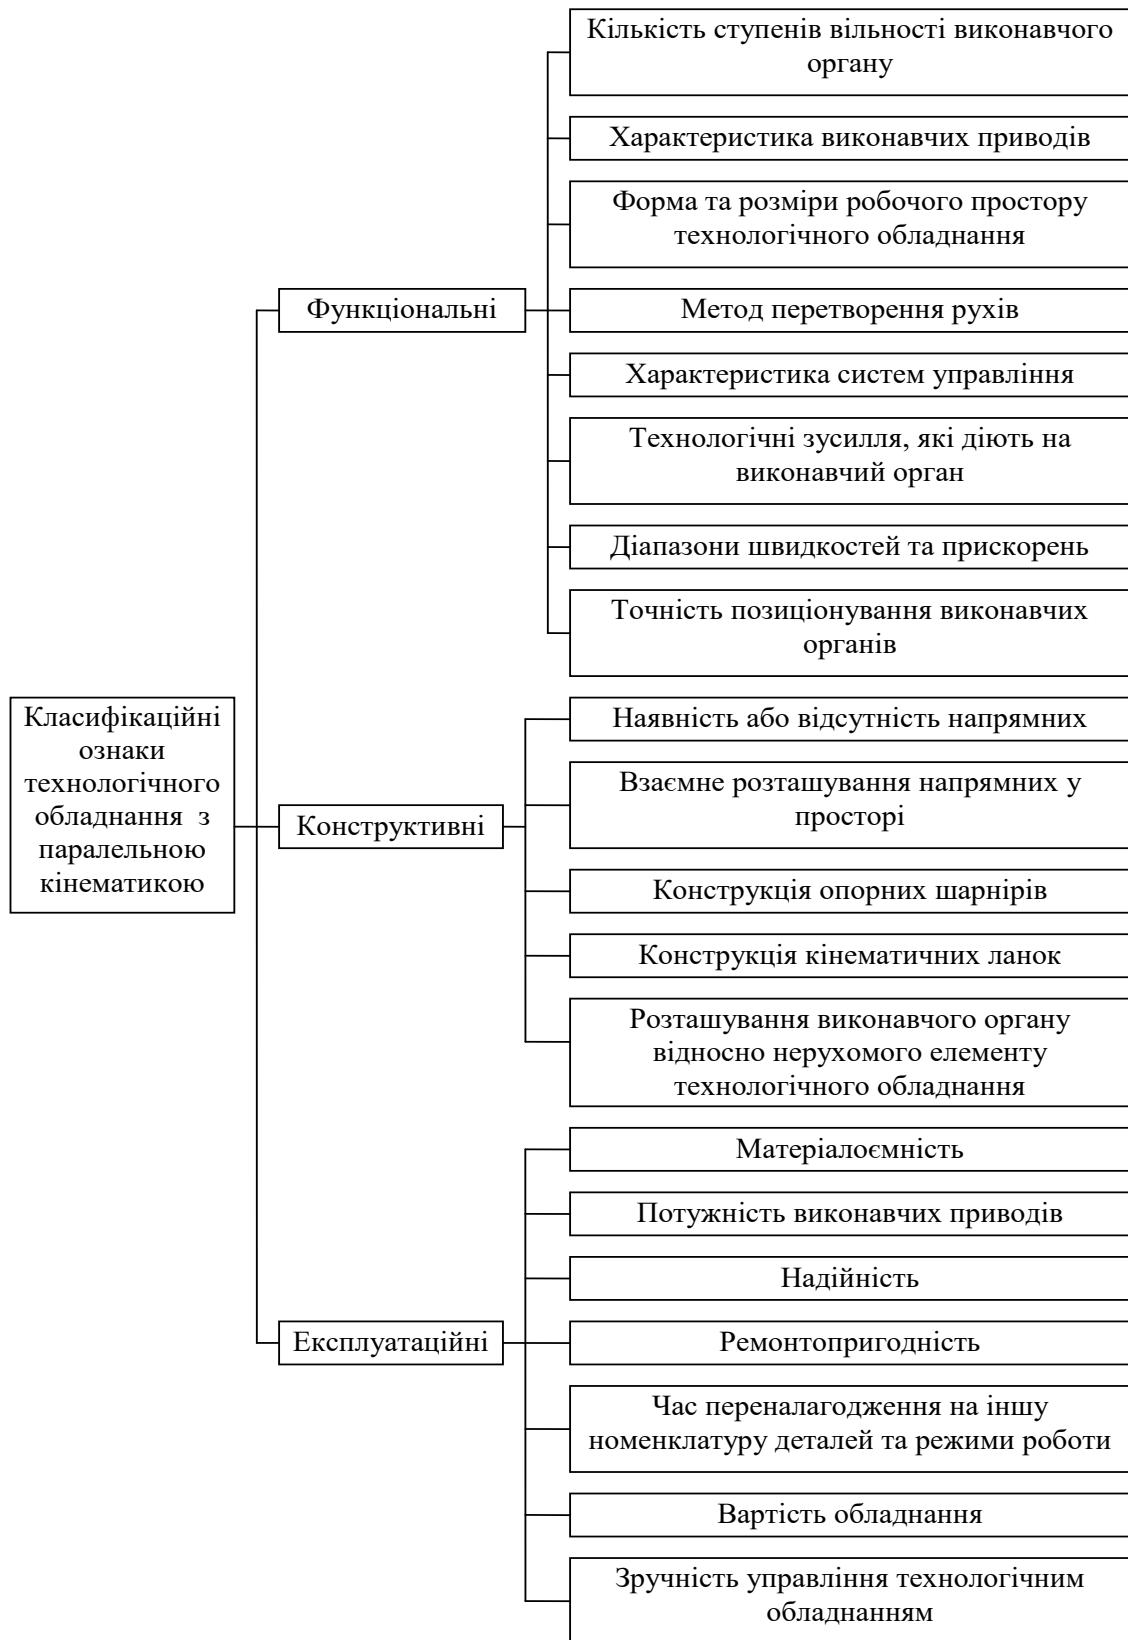 Кількість ступенів вільності виконавчого
органу
Характеристика виконавчих приводів
Форма та розміри робочого простору
технологічного обладнання
Функціональні
Метод перетворення рухів
Характеристика систем управління
Технологічні зусилля, які діють на
виконавчий орган
Діапазони швидкостей та прискорень
Точність позиціонування виконавчих
органів
Класифікаційні
ознаки
технологічного
обладнання з
паралельною
кінематикою
Наявність або відсутність напрямних
Взаємне розташування напрямних у
просторі
Конструктивні
Конструкція опорних шарнірів
Конструкція кінематичних ланок
Розташування виконавчого органу
відносно нерухомого елементу
технологічного обладнання
Матеріалоємність
Потужність виконавчих приводів
Надійність
Експлуатаційні
Ремонтопригодність
Час переналагодження на іншу
номенклатуру деталей та режими роботи
Вартість обладнання
Зручність управління технологічним
обладнанням